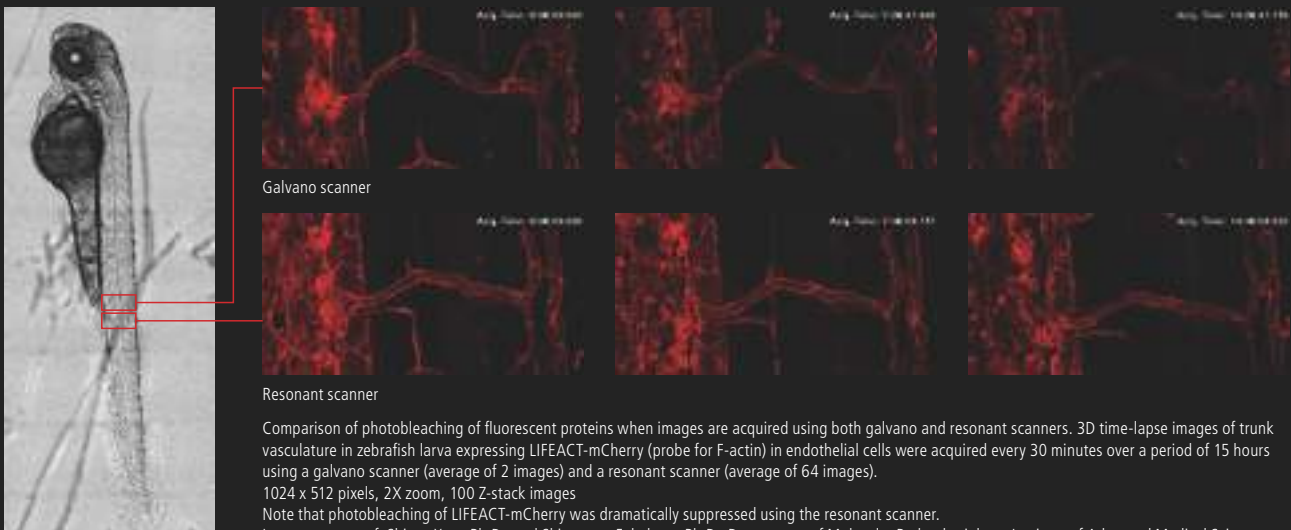 Galvano scanner
Resonant scanner
Comparison of photobleaching of fluorescent proteins when images are acquired using both galvano and resonant scanners. 3D time-lapse images of trunk
vasculature in zebrafish larva expressing LIFEACT-mCherry (probe for F-actin) in endothelial cells were acquired every 30 minutes over a period of 15 hours
using a galvano scanner (average of 2 images) and a resonant scanner (average of 64 images).
1024 x 512 pixels, 2X zoom, 100 Z-stack images
Note that photobleaching of LIFEACT-mCherry was dramatically suppressed using the resonant scanner.